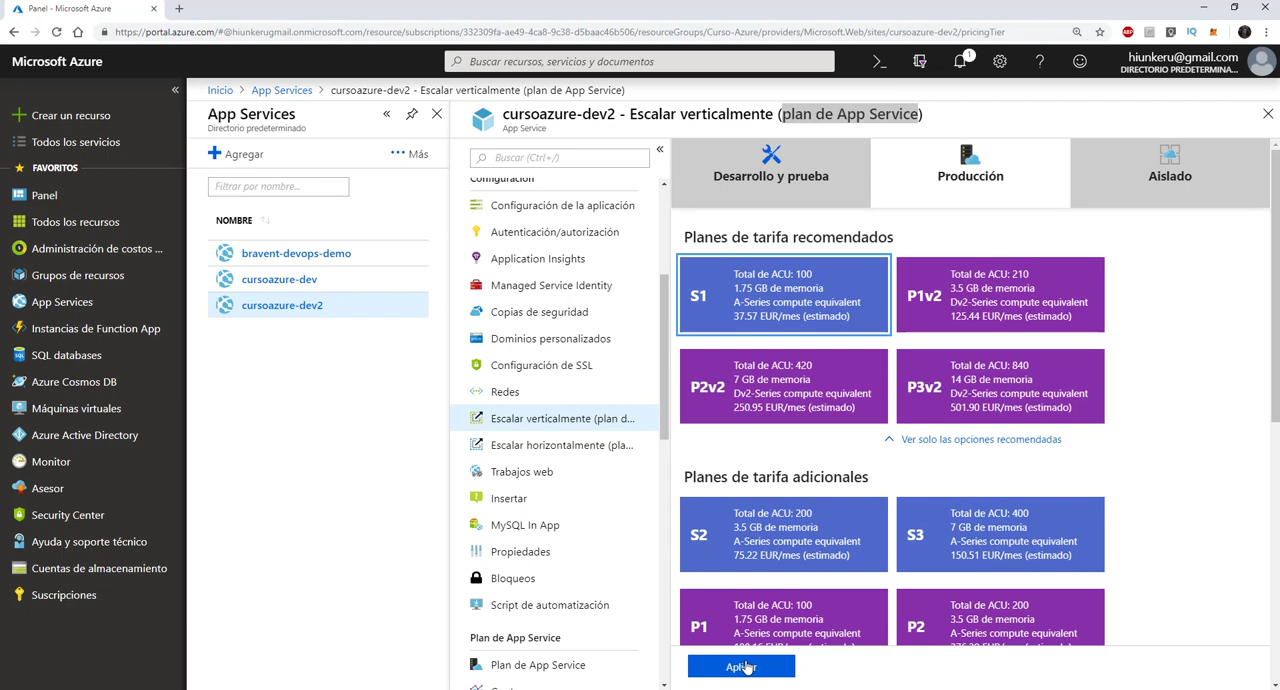 Panel - Microsoft Azure
https://portal.azure.com/#@hiunkerugmail.onmicrosoft.com/resource/subscriptions/332309fa-ae49-4ca8-9c38-d5baac46b506/resourceGroups/Curso-Azure/providers/Microsoft.Web/sites/cursoazure-dev2/pricingTier
ABP
IQ
Microsoft Azure
Buscar recursos, servicios y documentos
1
hiunkeru@gmail.com
DIRECTORIO PREDETERMINA...
Crear un recurso
Todos los servicios
FAVORITOS
Panel
Todos los recursos
Administración de costos ...
Grupos de recursos
App Services
Instancias de Function App
SQL databases
Azure Cosmos DB
Máquinas virtuales
Azure Active Directory
Monitor
Asesor
Security Center
Ayuda y soporte técnico
Cuentas de almacenamiento
Suscripciones
Inicio > App Services > cursoazure-dev2 - Escalar verticalmente (plan de App Service)
App Services
Directorio predeterminado
Agregar
••• Más
Filtrar por nombre...
NOMBRE
bravent-devops-demo
cursoazure-dev
cursoazure-dev2
cursoazure-dev2 - Escalar verticalmente (plan de App Service)
App Service
Buscar (Ctrl+/)
Configuración
Configuración de la aplicación
Autenticación/autorización
Application Insights
Managed Service Identity
Copias de seguridad
Dominios personalizados
Configuración de SSL
Redes
Escalar verticalmente (plan d...
Escalar horizontalmente (pla...
Trabajos web
Insertar
MySQL In App
Propiedades
Bloqueos
Script de automatización
Plan de App Service
Plan de App Service
Desarrollo y prueba
Producción
Aislado
Planes de tarifa recomendados
S1
Total de ACU: 100
1.75 GB de memoria
A-Series compute equivalent
37.57 EUR/mes (estimado)
P1v2
Total de ACU: 210
3.5 GB de memoria
Dv2-Series compute equivalent
125.44 EUR/mes (estimado)
P2v2
Total de ACU: 420
7 GB de memoria
Dv2-Series compute equivalent
250.95 EUR/mes (estimado)
P3v2
Total de ACU: 840
14 GB de memoria
Dv2-Series compute equivalent
501.90 EUR/mes (estimado)
Ver solo las opciones recomendadas
Planes de tarifa adicionales
S2
Total de ACU: 200
3.5 GB de memoria
A-Series compute equivalent
75.22 EUR/mes (estimado)
S3
Total de ACU: 400
7 GB de memoria
A-Series compute equivalent
150.51 EUR/mes (estimado)
P1
Total de ACU: 100
1.75 GB de memoria
A-Series compute equivalent
P2
Total de ACU: 200
3.5 GB de memoria
A-Series compute equivalent
Aplicar